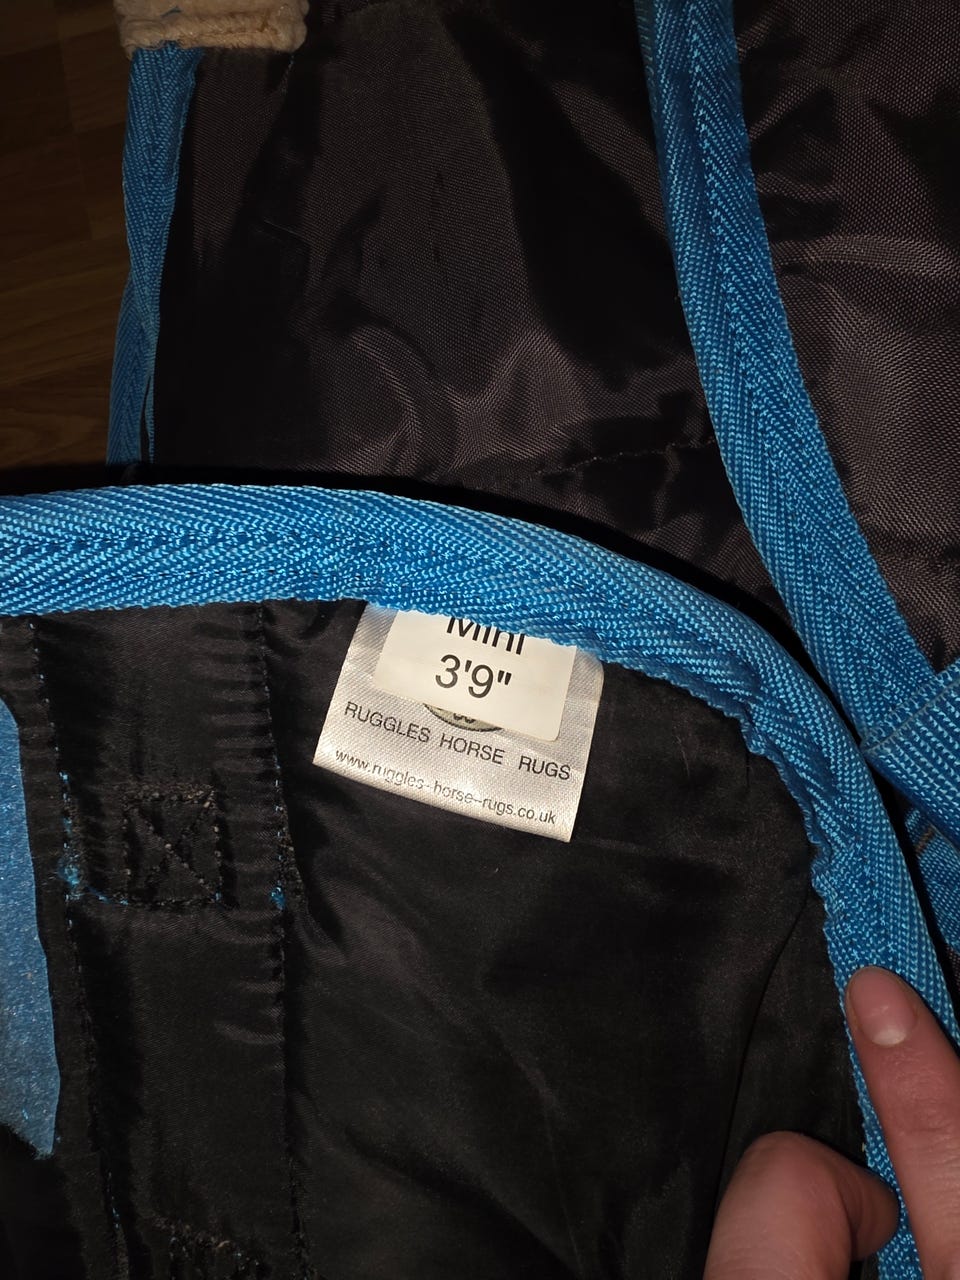 Mini
3'9"
RUGGLES HORSE RUGS
www.ruggles-horse-rugs.co.uk